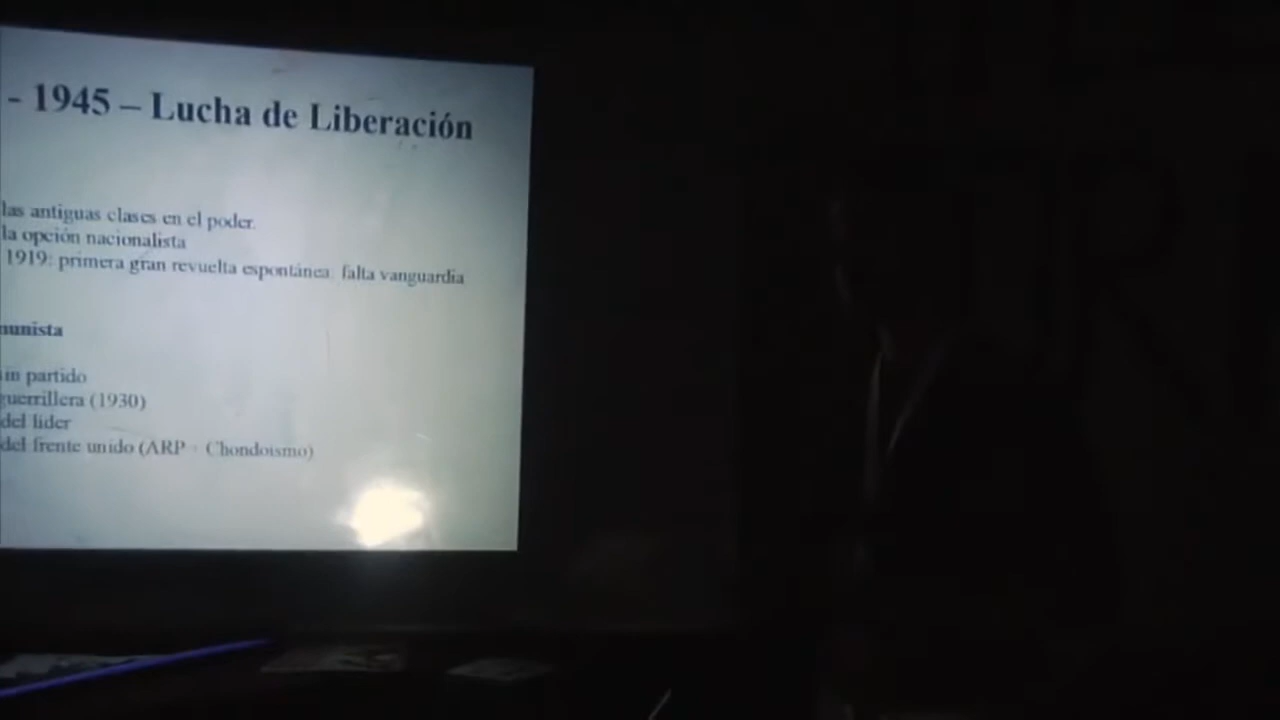 - 1945 – Lucha de Liberación
las antiguas clases en el poder.
la opción nacionalista
1919: primera gran revuelta espontánea: falta vanguardia
munista
sin partido
guerrillera (1930)
del líder
del frente unido (ARP - Chondoismo)